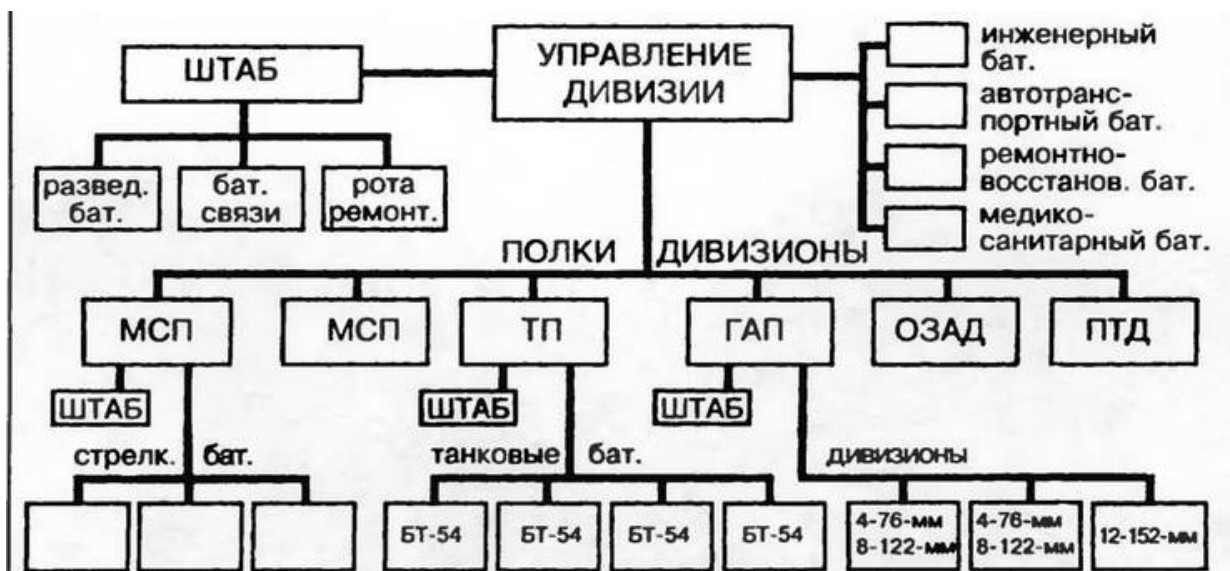 ШТАБ
УПРАВЛЕНИЕ
ДИВИЗИИ
инженерный
бат.
автотранс-
портный бат.
ремонтно-
восстанов. бат.
медико-
санитарный бат.
развед.
бат.
бат.
связи
рота
ремонт.
ПОЛКИ ДИВИЗИОНЫ
МСП МСП ТП ГАП ОЗАД ПТД
ШТАБ ШТАБ ШТАБ
стрелк. бат. танковые бат. дивизионы
БТ-54 БТ-54 БТ-54 БТ-54
4-76-мм
8-122-мм
4-76-мм
8-122-мм
12-152-мм